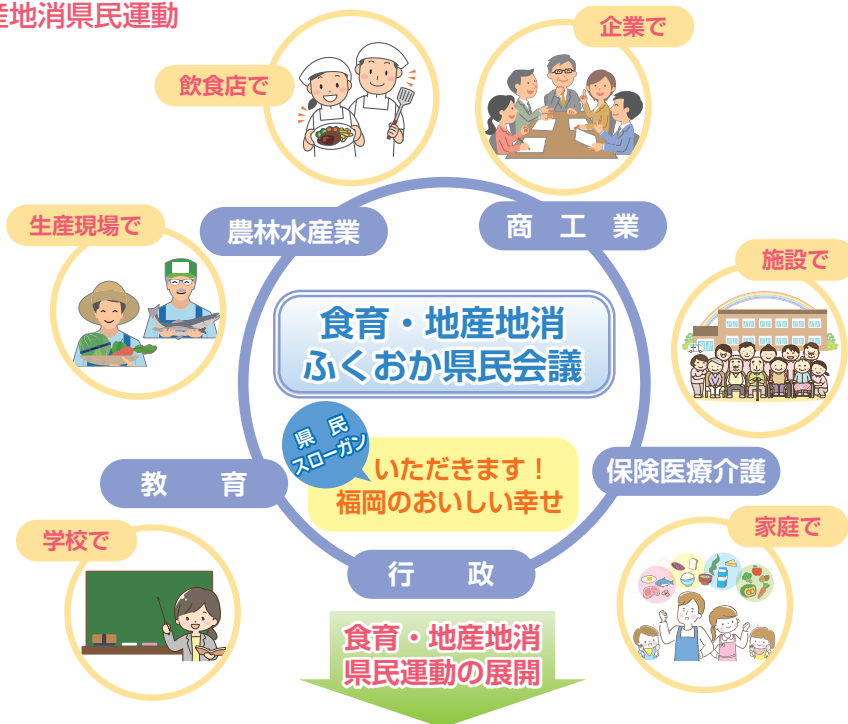 産地消県民運動
企業で
飲食店で
農林水産業
商工業
生産現場で
施設で
食育・地産地消
ふくおか県民会議
県民
スローガン
いただきます！
福岡のおいしい幸せ
教育
保険医療介護
学校で
家庭で
行政
食育・地産地消
県民運動の展開